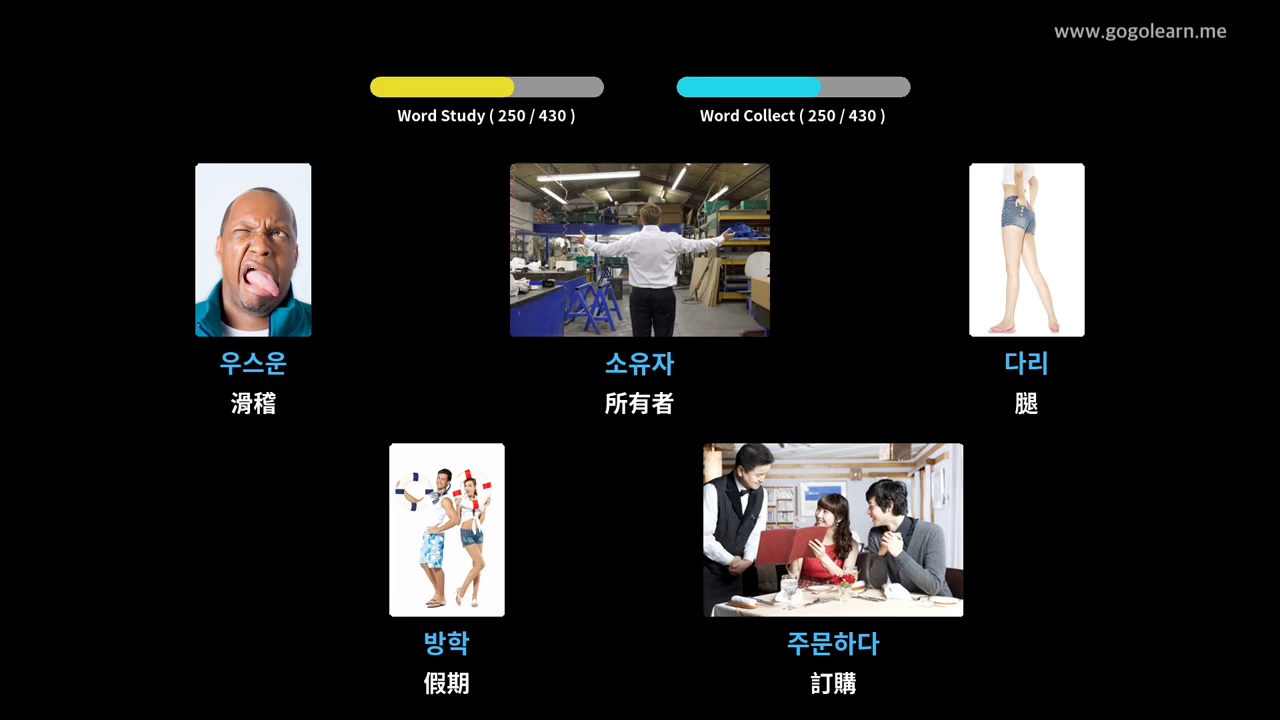 www.gogolearn.me
Word Study ( 250 / 430 )
Word Collect ( 250 / 430 )
우스운
滑稽
소유자
所有者
다리
腿
방학
假期
주문하다
訂購